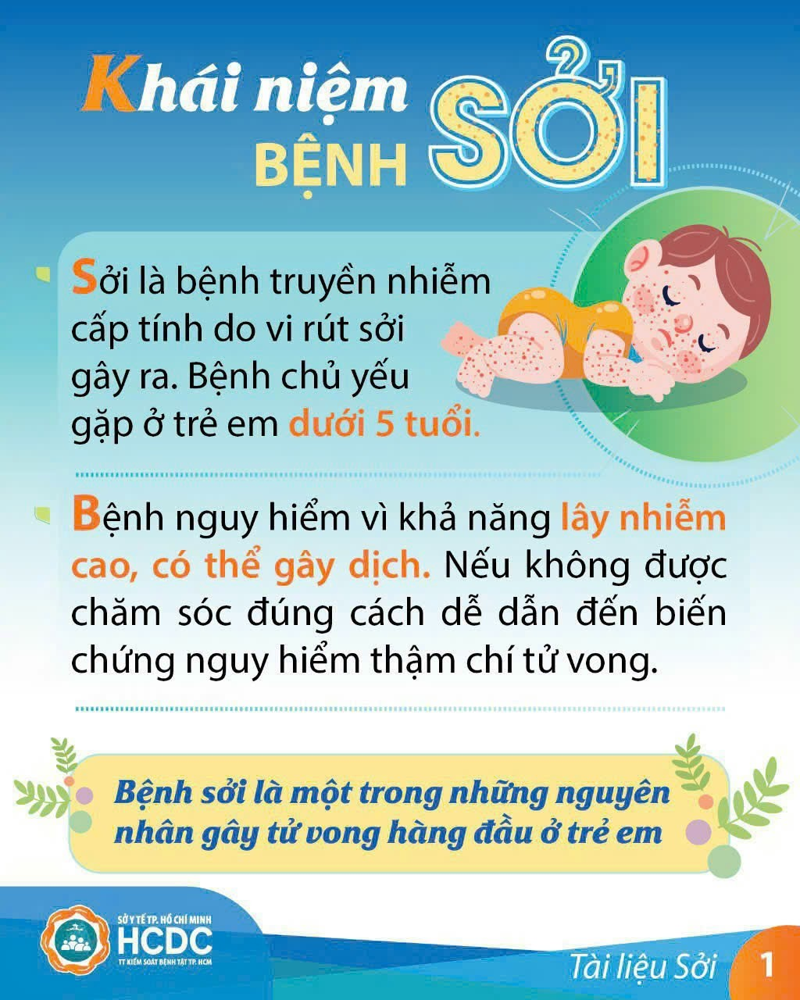 Khái niệm
BỆNH SỞI
Sởi là bệnh truyền nhiễm
cấp tính do vi rút sởi
gây ra. Bệnh chủ yếu
gặp ở trẻ em dưới 5 tuổi.
Bệnh nguy hiểm vì khả năng lây nhiễm
cao, có thể gây dịch. Nếu không được
chăm sóc đúng cách dễ dẫn đến biến
chứng nguy hiểm thậm chí tử vong.
Bệnh sởi là một trong những nguyên
nhân gây tử vong hàng đầu ở trẻ em
SỞ Y TẾ TP. HỒ CHÍ MINH
HCDC
TT KIỂM SOÁT BỆNH TẬT TP. HCM
Tài liệu Sởi 1